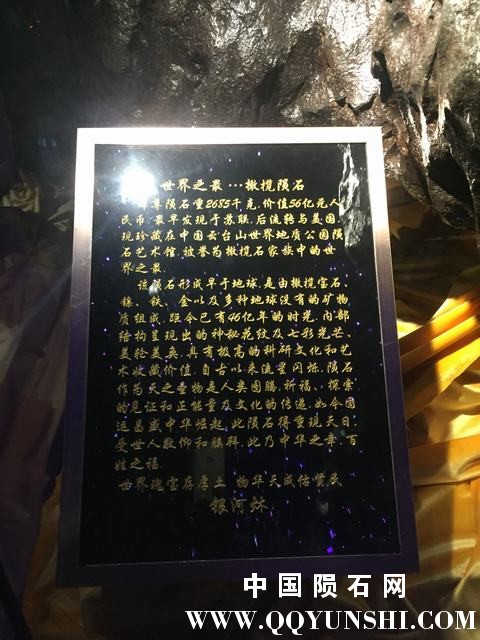 世界之最…橄榄陨石
尊陨石重2685千克,价值56亿元人
民币,最早发现于苏联,后流转与美国,
现珍藏在中国云台山世界地质公园陨
石艺术馆,被誉为橄榄石家族中的世
界之最.
该陨石形成早于地球,是由橄榄宝石、
镍、铁、金以及多种地球没有的矿物
质组成,距今已有46亿年的时光,内部
结构呈现出的神秘花纹及七彩光芒、
美轮美奂,具有极高的科研文化和艺
术收藏价值,自古以来流星闪烁,陨石
作为天之圣物是人类图腾、祈福、探索
的见证和正能量及文化的传递,如今国
运昌盛中华崛起,此陨石得重现天日,
受世人敬仰和膜拜,此乃中华之幸,百
姓之福.
世界瑰宝存厚土 物华天成佑贤民
银河
中国陨石网
WWW.QQYUNSHI.COM